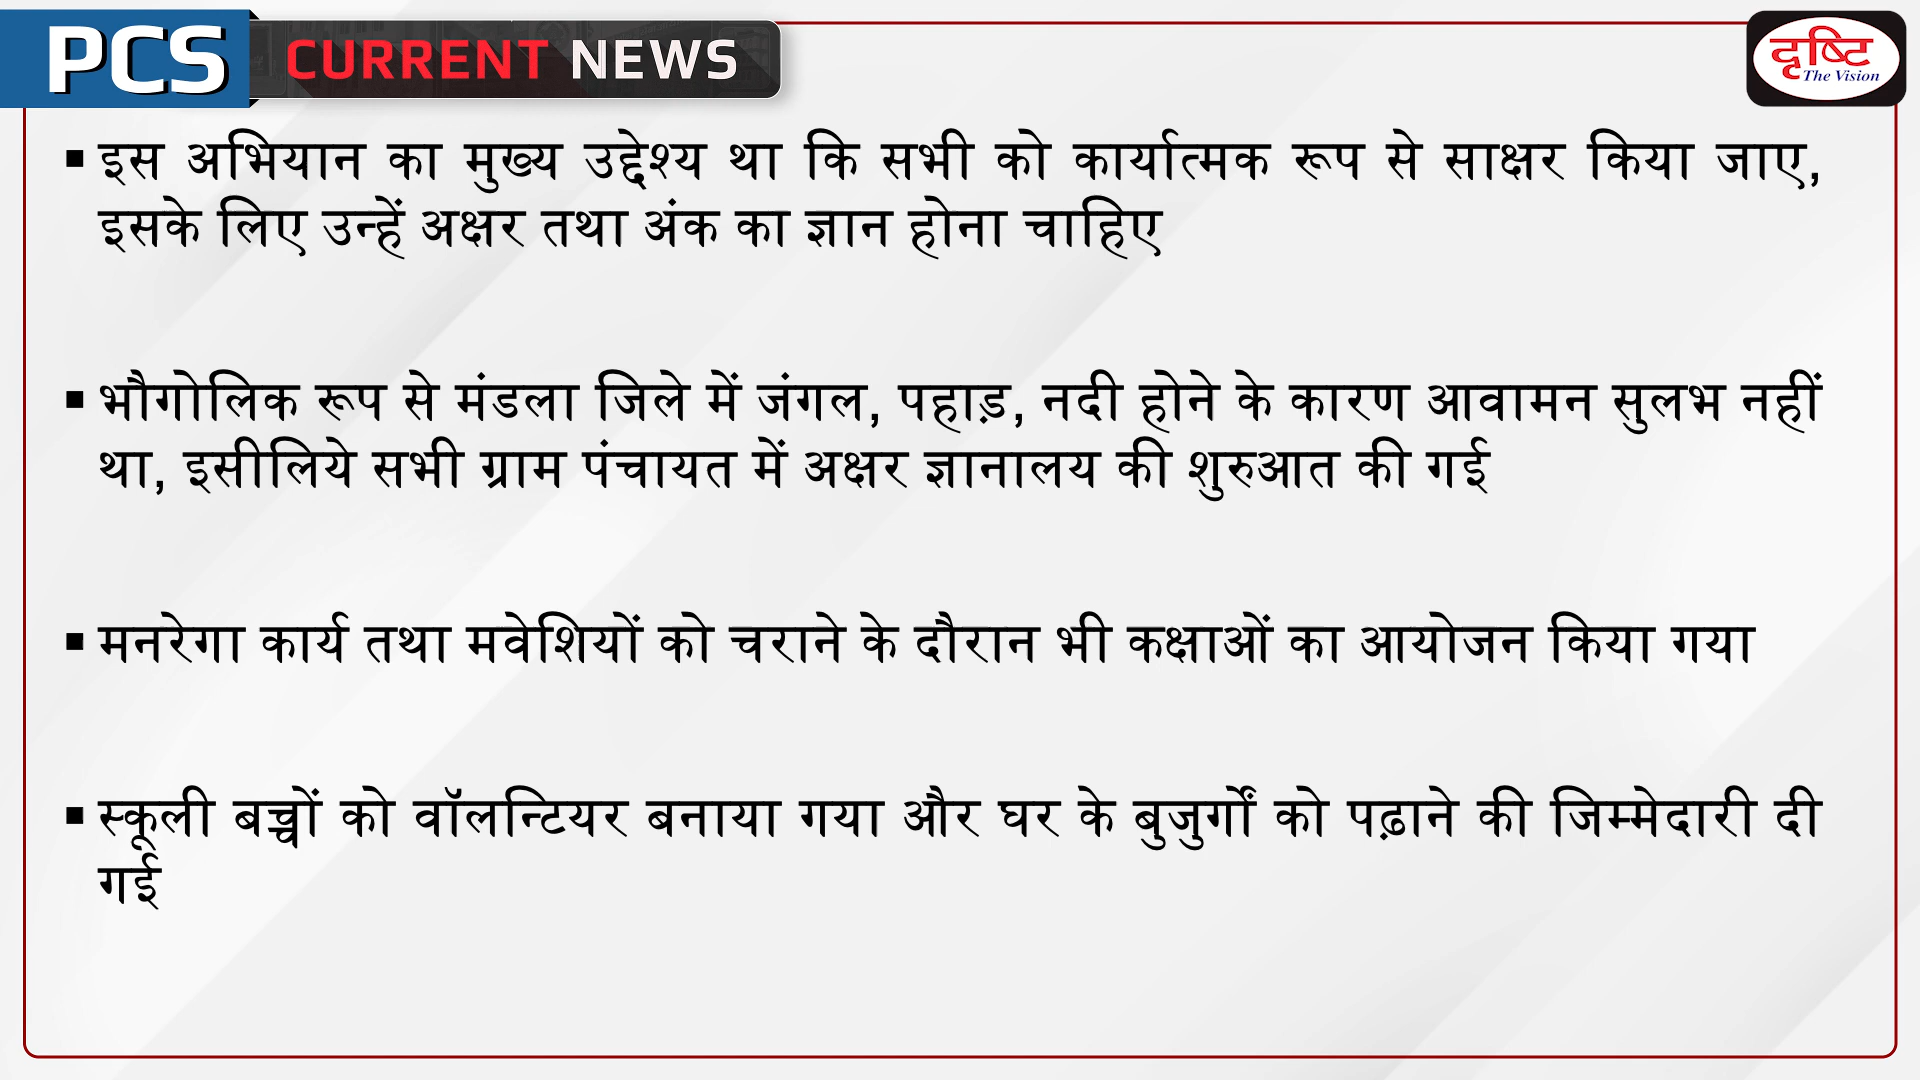 PCS CURRENT NEWS
दृष्टि
The Vision
▪ इस अभियान का मुख्य उद्देश्य था कि सभी को कार्यात्मक रूप से साक्षर किया जाए,
इसके लिए उन्हें अक्षर तथा अंक का ज्ञान होना चाहिए
▪ भौगोलिक रूप से मंडला जिले में जंगल, पहाड़, नदी होने के कारण आवामन सुलभ नहीं
था, इसीलिये सभी ग्राम पंचायत में अक्षर ज्ञानालय की शुरुआत की गई
▪ मनरेगा कार्य तथा मवेशियों को चराने के दौरान भी कक्षाओं का आयोजन किया गया
▪ स्कूली बच्चों को वॉलन्टियर बनाया गया और घर के बुजुर्गों को पढ़ाने की जिम्मेदारी दी
गई